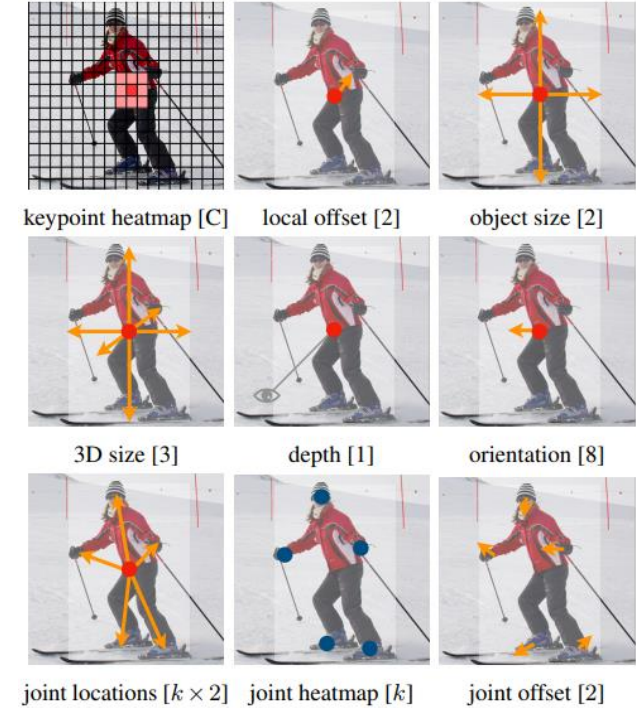 keypoint heatmap [C] local offset [2] object size [2]
3D size [3] depth [1] orientation [8]
joint locations [k × 2] joint heatmap [k] joint offset [2]